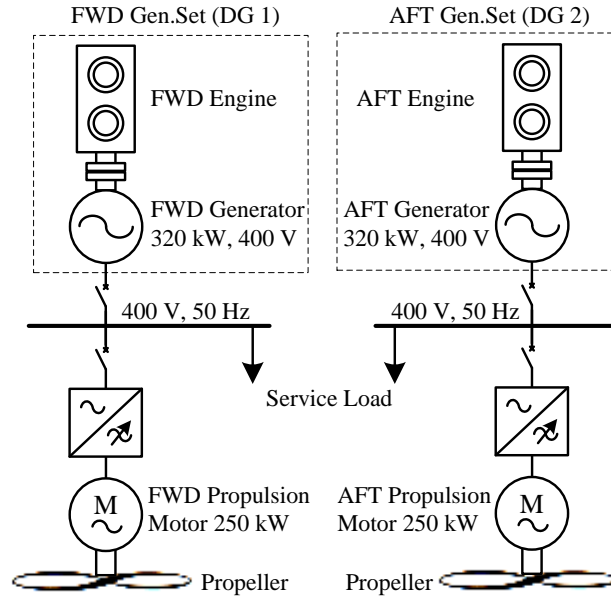 FWD Gen.Set (DG 1)
AFT Gen.Set (DG 2)
FWD Engine
AFT Engine
FWD Generator
320 kW, 400 V
AFT Generator
320 kW, 400 V
400 V, 50 Hz
400 V, 50 Hz
Service Load
M
FWD Propulsion
Motor 250 kW
AFT Propulsion
Motor 250 kW
M
Propeller
Propeller